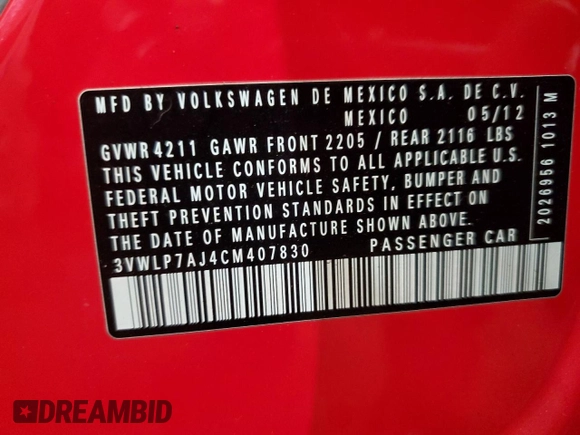 MFD BY VOLKSWAGEN DE MEXICO S.A. DE C.V.
MEXICO 05/12
GVWR 4211 GAWR FRONT 2205 / REAR 2116 LBS
THIS VEHICLE CONFORMS TO ALL APPLICABLE U.S.
FEDERAL MOTOR VEHICLE SAFETY, BUMPER AND
THEFT PREVENTION STANDARDS IN EFFECT ON
THE DATE OF MANUFACTURE SHOWN ABOVE.
3VWLP7AJ4CM407830 PASSENGER CAR
2026956 1013 M
DREAMBID